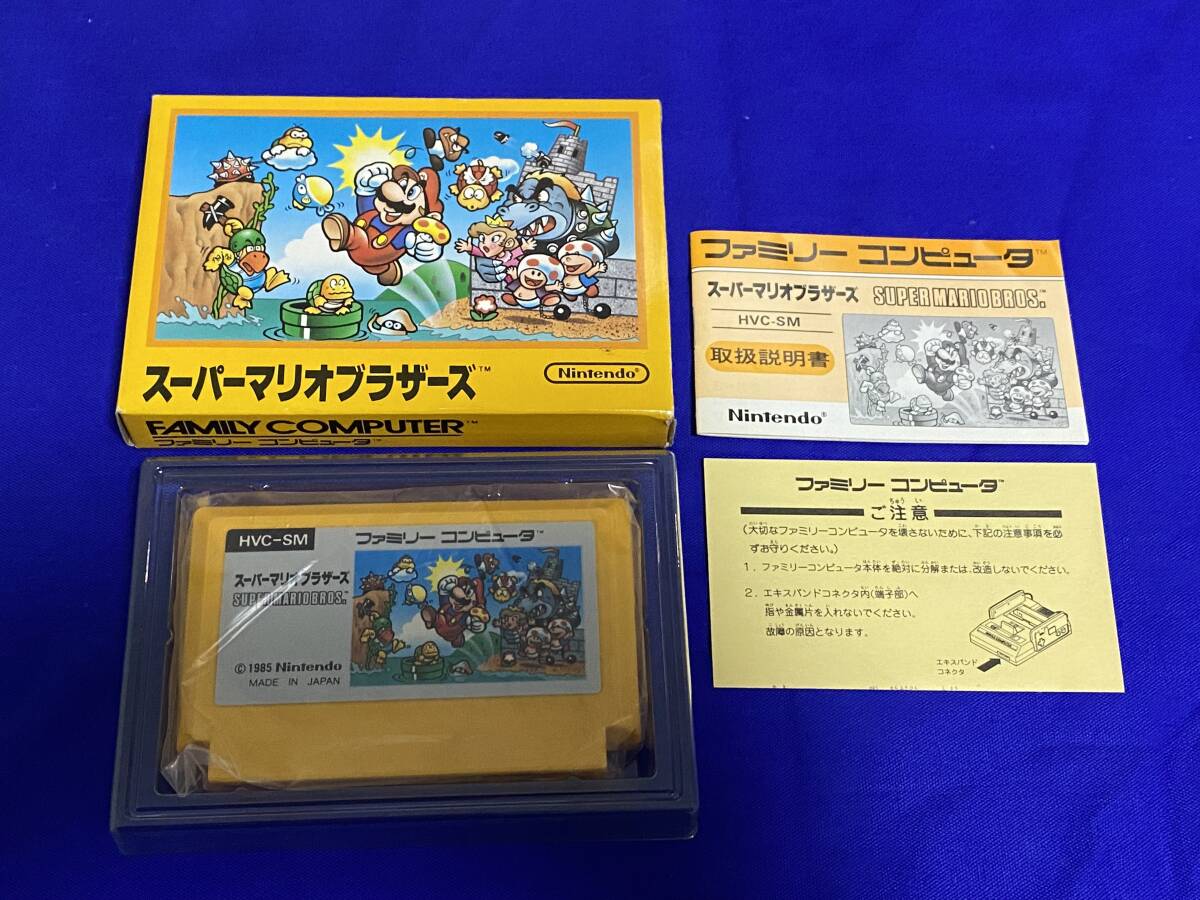 スーパーマリオブラザーズ™
Nintendo®
FAMILY COMPUTER™
ファミリー コンピュータ™
ファミリー コンピュータ™
スーパーマリオブラザーズ
SUPER MARIO BROS.™
HVC-SM
取扱説明書
Nintendo®
HVC-SM
ファミリー コンピュータ™
スーパーマリオブラザーズ
SUPER MARIO BROS.™
©1985 Nintendo
MADE IN JAPAN
ファミリー コンピュータ™
ちゅう い
ご注意
(大切なファミリーコンピュータを壊さないために、下記の注意事項を必
ずお守りください。)
1. ファミリーコンピュータ本体を絶対に分解または、改造しないでください。
2. エキスパンドコネクタ内(端子部)へ
指や金属片を入れないでください。
故障の原因となります。
エキスパンド
コネクタ